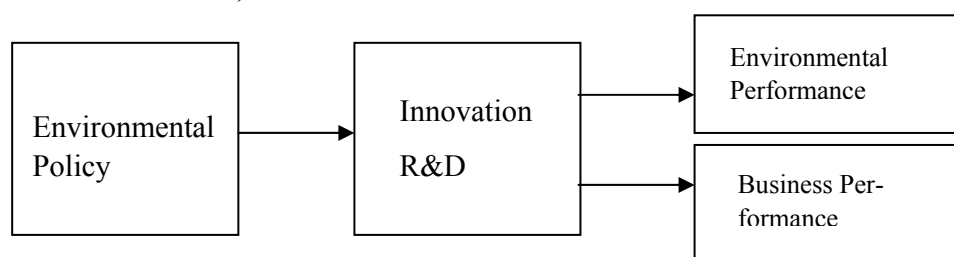 Environmental
Policy
Innovation
R&D
Environmental
Performance
Business Per-
formance